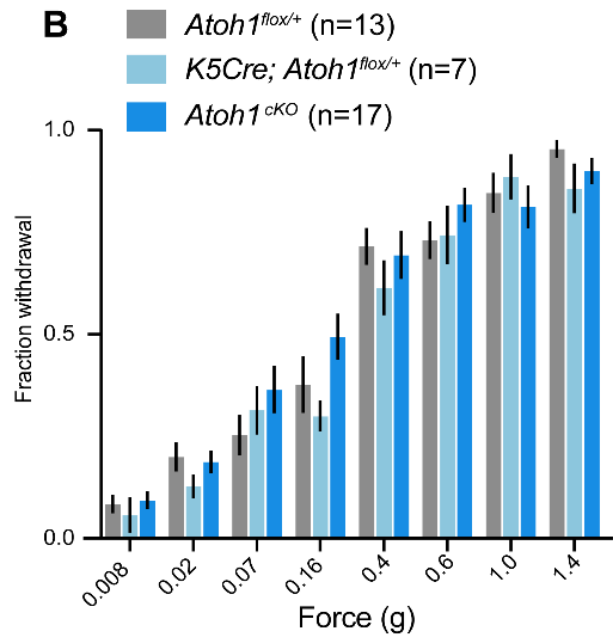 B
Atoh1flox/+ (n=13)
K5Cre; Atoh1flox/+ (n=7)
Atoh1cKO (n=17)
Fraction withdrawal
1.0
0.5
0.0
0.008 0.02 0.07 0.16 0.4 0.6 1.0 1.4
Force (g)